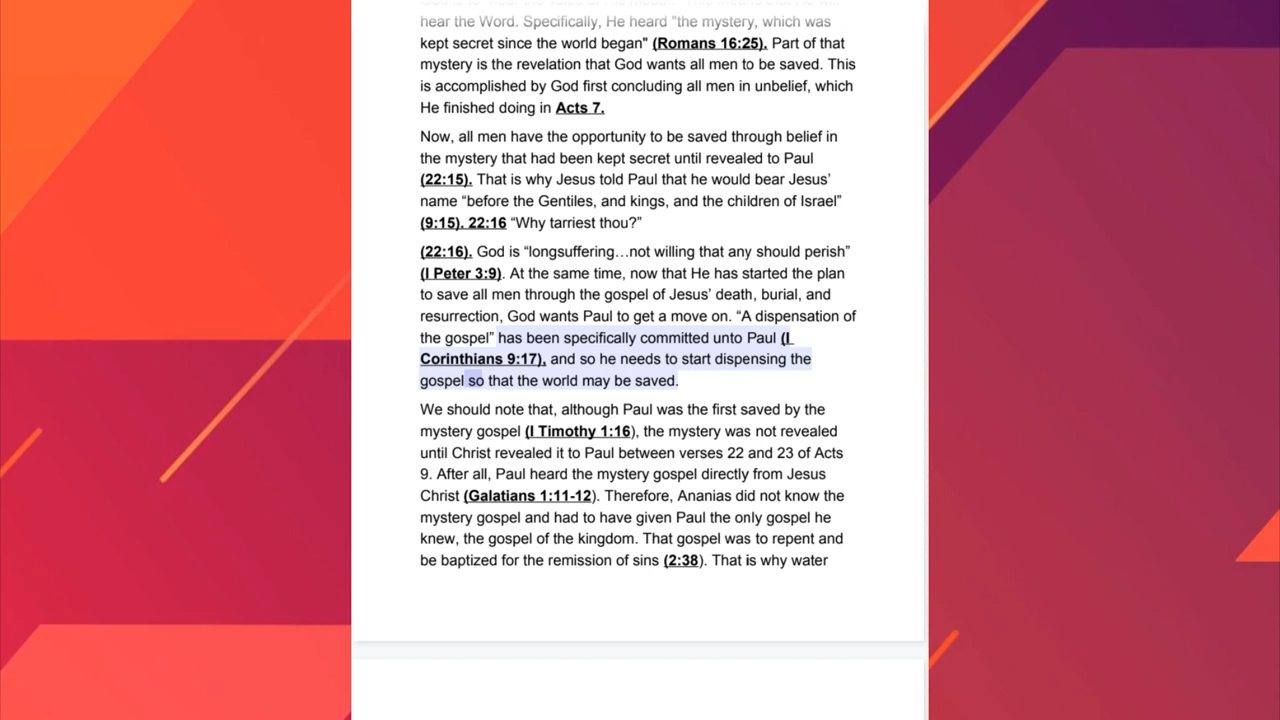 hear the Word. Specifically, He heard "the mystery, which was
kept secret since the world began" (Romans 16:25). Part of that
mystery is the revelation that God wants all men to be saved. This
is accomplished by God first concluding all men in unbelief, which
He finished doing in Acts 7.
Now, all men have the opportunity to be saved through belief in
the mystery that had been kept secret until revealed to Paul
(22:15). That is why Jesus told Paul that he would bear Jesus’
name “before the Gentiles, and kings, and the children of Israel”
(9:15). 22:16 “Why tarriest thou?”
(22:16). God is “longsuffering…not willing that any should perish”
(I Peter 3:9). At the same time, now that He has started the plan
to save all men through the gospel of Jesus’ death, burial, and
resurrection, God wants Paul to get a move on. “A dispensation of
the gospel” has been specifically committed unto Paul (I
Corinthians 9:17), and so he needs to start dispensing the
gospel so that the world may be saved.
We should note that, although Paul was the first saved by the
mystery gospel (I Timothy 1:16), the mystery was not revealed
until Christ revealed it to Paul between verses 22 and 23 of Acts
9. After all, Paul heard the mystery gospel directly from Jesus
Christ (Galatians 1:11-12). Therefore, Ananias did not know the
mystery gospel and had to have given Paul the only gospel he
knew, the gospel of the kingdom. That gospel was to repent and
be baptized for the remission of sins (2:38). That is why water